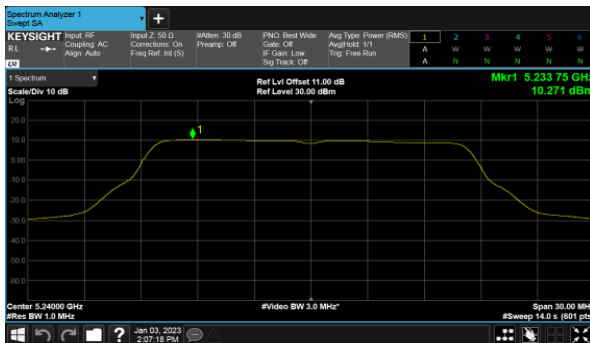 Spectrum Analyzer 1
Swept SA
+
KEYSIGHT
RL
Input: RF
Coupling: AC
Align: Auto
Input Z: 50 Ω
Corrections: On
Freq Ref: Int (S)
#Atten: 30 dB
Preamp: Off
PNO: Best Wide
Gate: Off
IF Gain: Low
Sig Track: Off
Avg Type: Power (RMS)
Avg|Hold: 1/1
Trig: Free Run
1 2 3 4 5 6
A W W W W W
A N N N N N
1 Spectrum
Scale/Div 10 dB
Ref Lvl Offset 11.00 dB
Ref Level 30.00 dBm
Mkr1 5.233 75 GHz
10.271 dBm
Log
1
20.0
10.0
0.00
-10.0
-20.0
-30.0
-40.0
-50.0
-60.0
Center 5.24000 GHz
#Res BW 1.0 MHz
#Video BW 3.0 MHz*
Span 30.00 MH
#Sweep 14.0 s (601 pts
?
Jan 03, 2023
2:07:18 PM